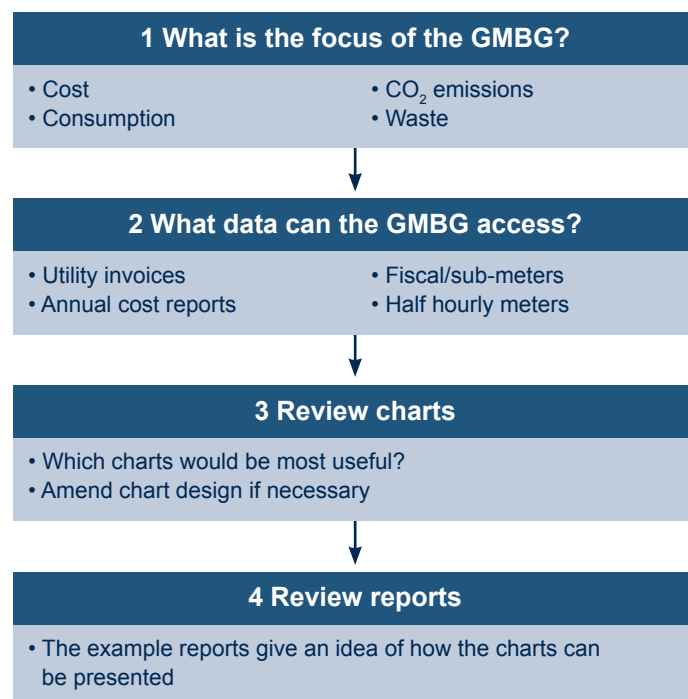 1 What is the focus of the GMBG?
• Cost
• Consumption
• CO₂ emissions
• Waste
2 What data can the GMBG access?
• Utility invoices
• Annual cost reports
• Fiscal/sub-meters
• Half hourly meters
3 Review charts
• Which charts would be most useful?
• Amend chart design if necessary
4 Review reports
• The example reports give an idea of how the charts can
be presented